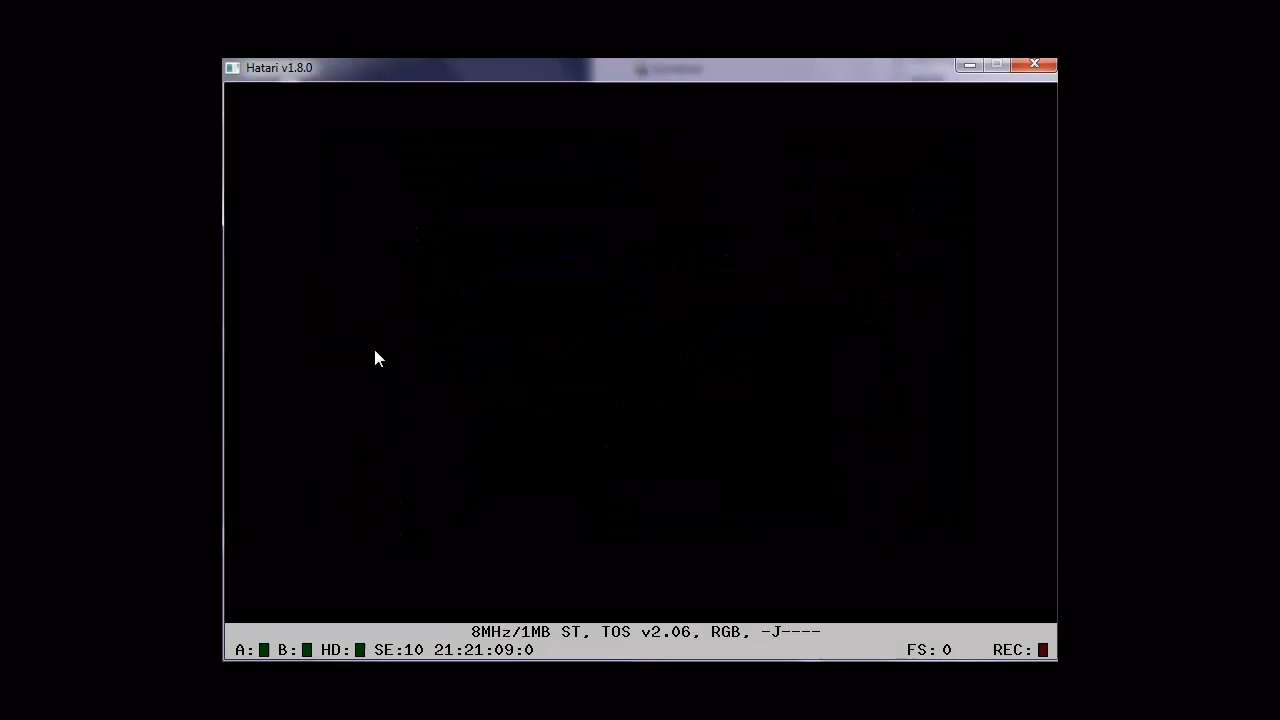 Hatari v1.8.0
8MHz/1MB ST, TOS v2.06, RGB, -J----
A: B: HD: SE:10 21:21:09:0 FS: 0 REC: